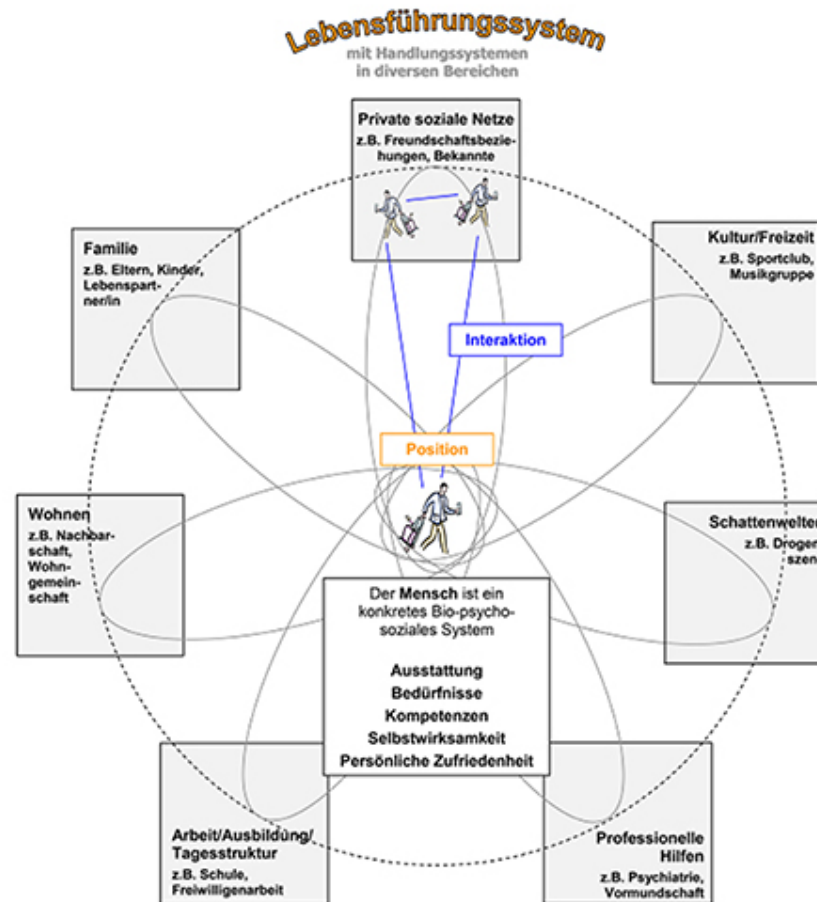 Lebensführungssystem
mit Handlungssystemen
in diversen Bereichen
Private soziale Netze
z.B. Freundschaftsbezie-
hungen, Bekannte
Familie
z.B. Eltern, Kinder,
Lebenspart-
ner/in
Kultur/Freizeit
z.B. Sportclub,
Musikgruppe
Interaktion
Position
Wohnen
z.B. Nachbar-
schaft,
Wohn-
gemein-
schaft
Schattenwelten
z.B. Drogen
szen
Der Mensch ist ein
konkretes Bio-psycho-
soziales System
Ausstattung
Bedürfnisse
Kompetenzen
Selbstwirksamkeit
Persönliche Zufriedenheit
Arbeit/Ausbildung/
Tagesstruktur
z.B. Schule,
Freiwilligenarbeit
Professionelle
Hilfen
z.B. Psychiatrie,
Vormundschaft